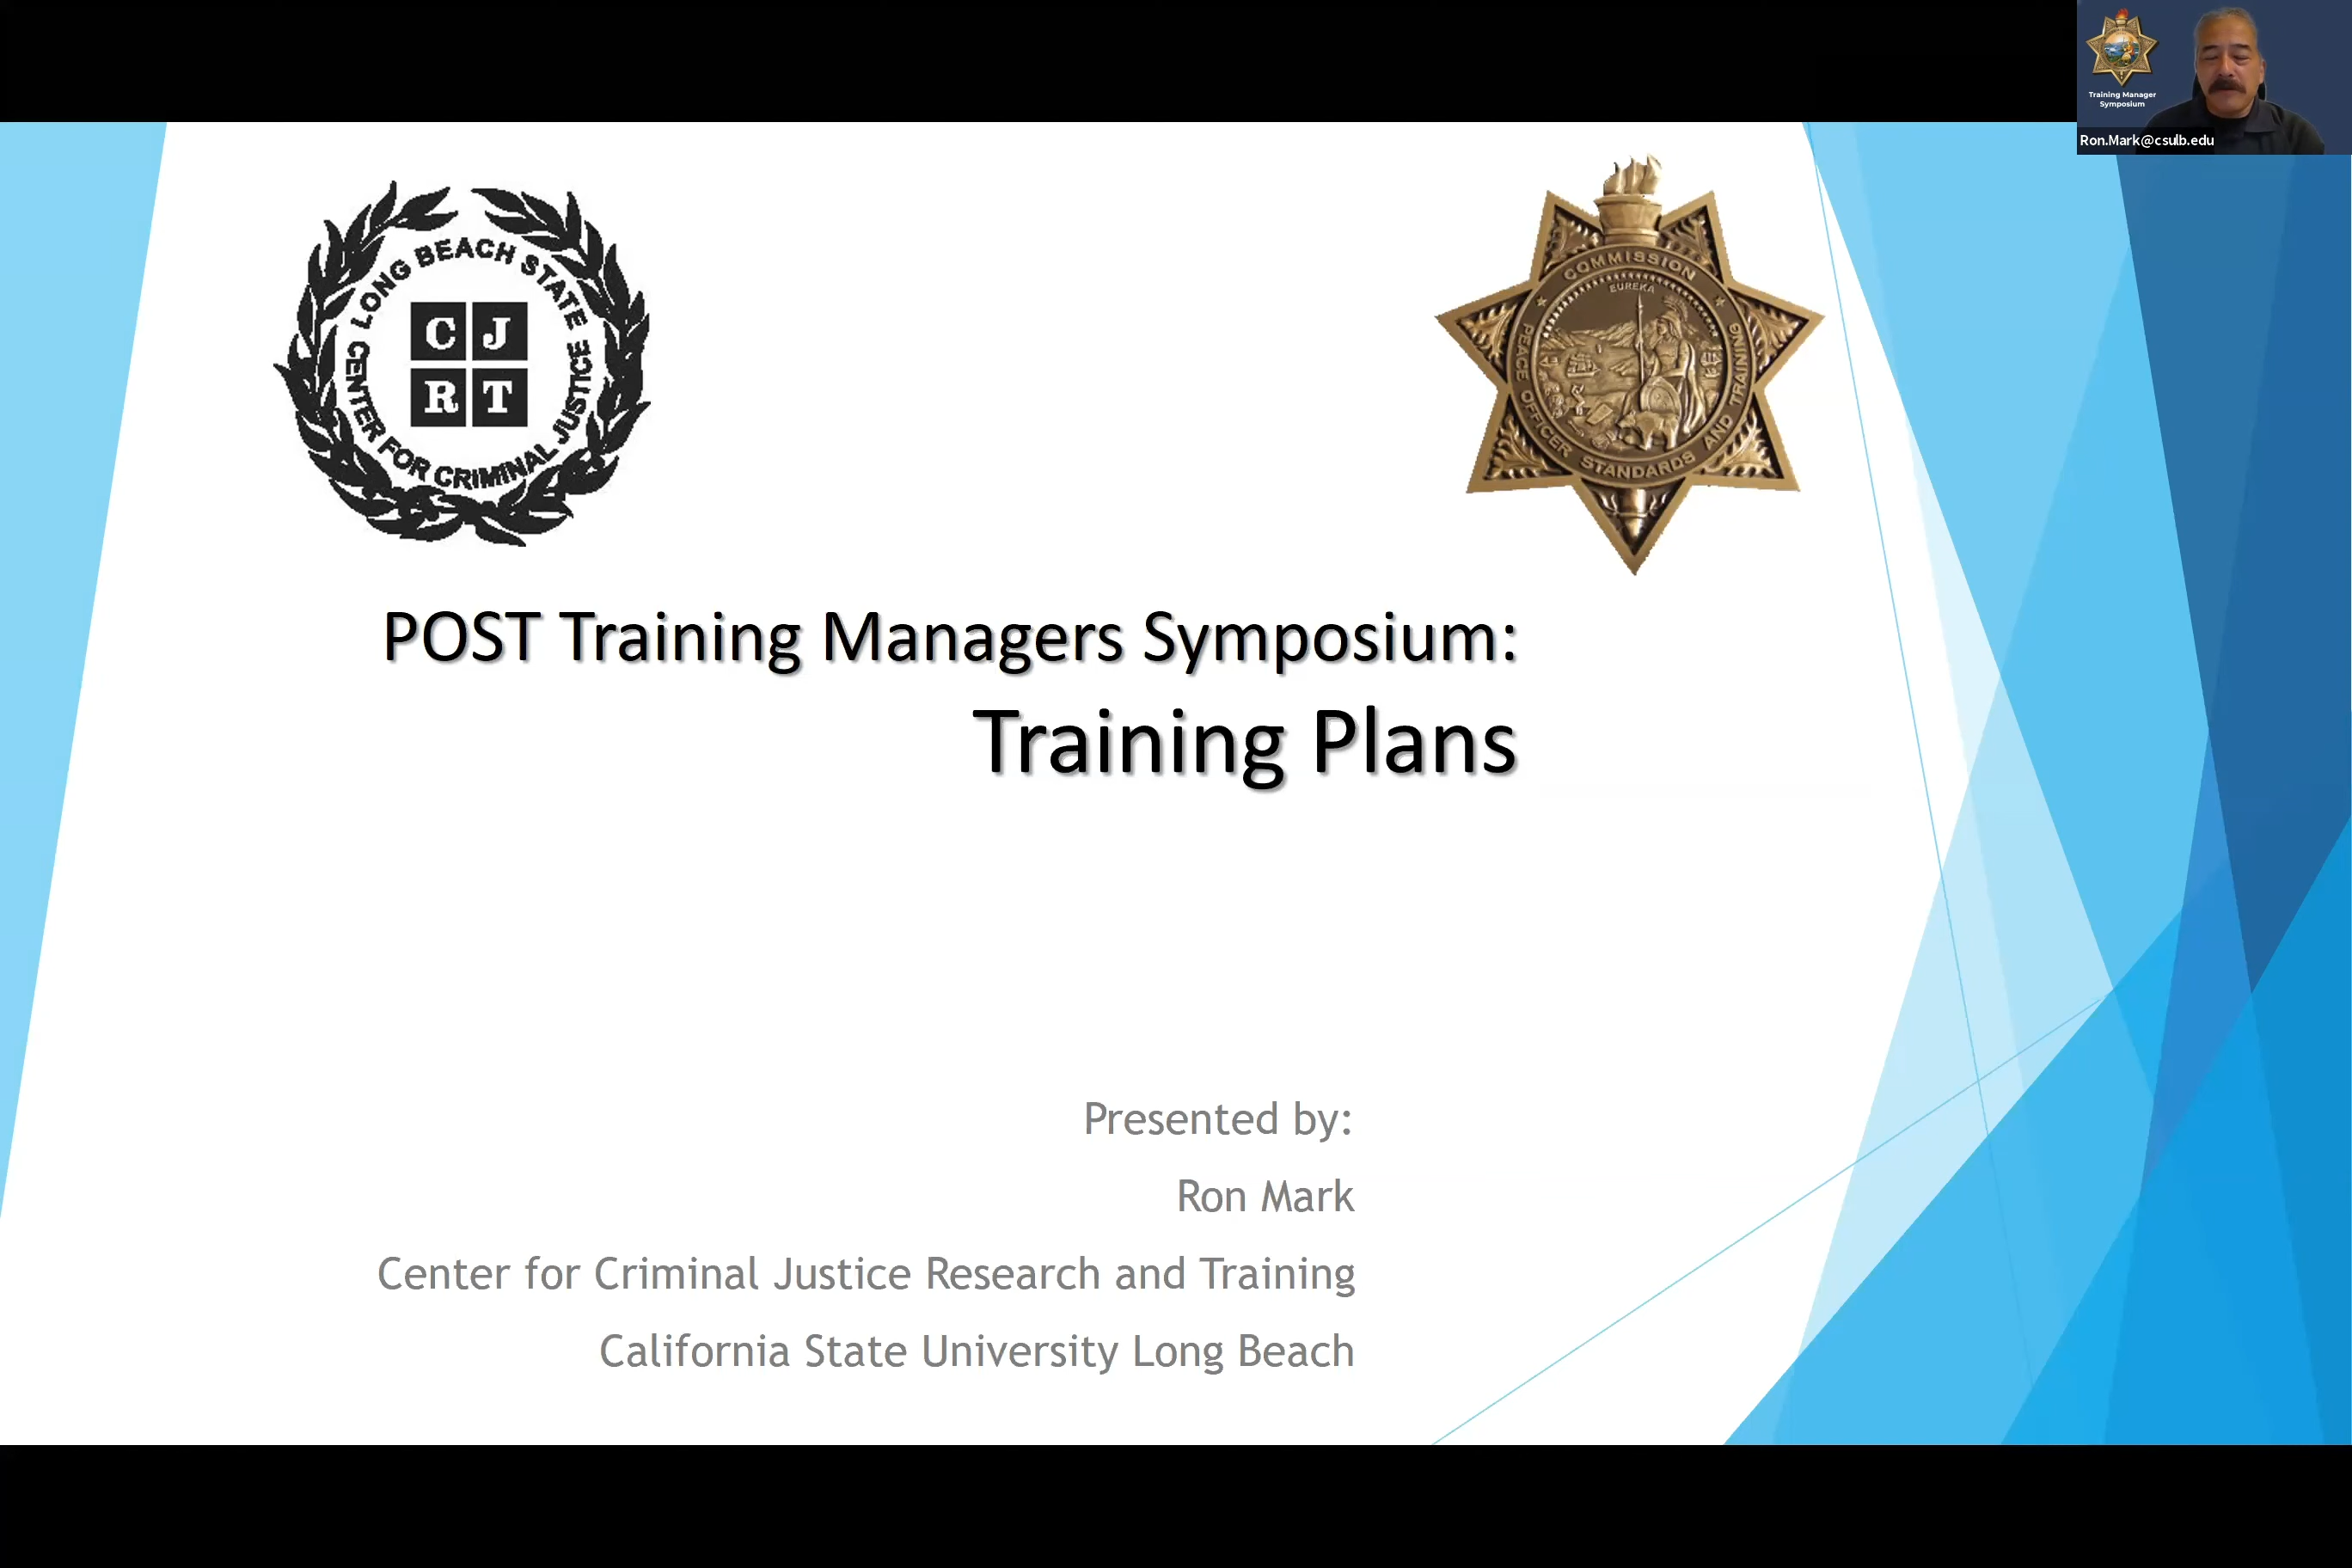 Training Manager
Symposium
Ron.Mark@csulb.edu
LONG BEACH STATE
CENTER FOR CRIMINAL JUSTICE
C J
R T
COMMISSION
PEACE OFFICER STANDARDS AND TRAINING
EUREKA
POST Training Managers Symposium:
Training Plans
Presented by:
Ron Mark
Center for Criminal Justice Research and Training
California State University Long Beach